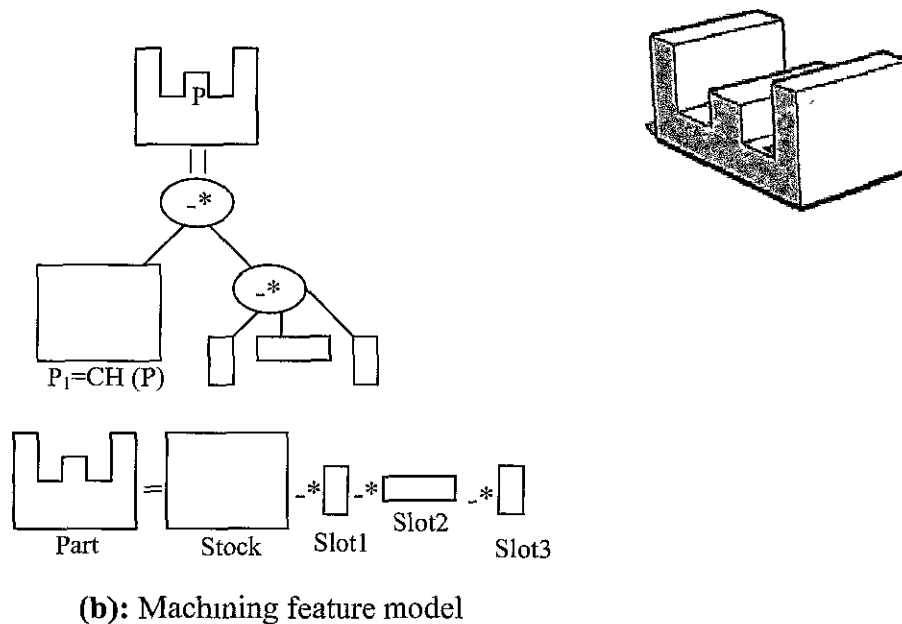 P
-*
-*
P₁=CH (P)
= -* -* -*
Part Stock Slot1 Slot2 Slot3
(b): Machining feature model